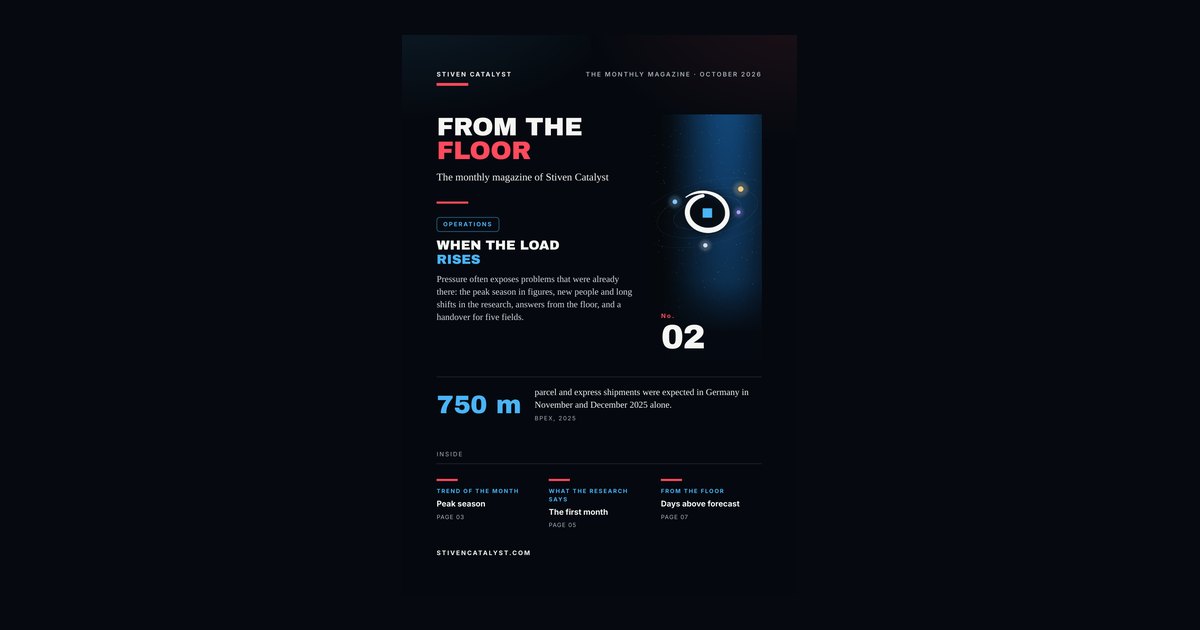 STIVEN CATALYST
THE MONTHLY MAGAZINE · OCTOBER 2026
FROM THE
FLOOR
The monthly magazine of Stiven Catalyst
OPERATIONS
WHEN THE LOAD
RISES
Pressure often exposes problems that were already
there: the peak season in figures, new people and long
shifts in the research, answers from the floor, and a
handover for five fields.
No.
02
750 m
parcel and express shipments were expected in Germany in
November and December 2025 alone.
BPEX, 2025
INSIDE
TREND OF THE MONTH
Peak season
PAGE 03
WHAT THE RESEARCH
SAYS
The first month
PAGE 05
FROM THE FLOOR
Days above forecast
PAGE 07
STIVENCATALYST.COM